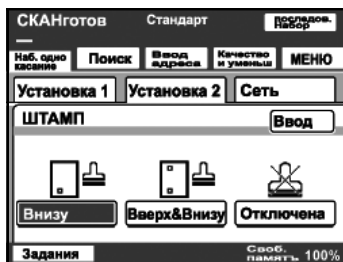 СКАНготов Стандарт последов. Набор
Наб. одно касание Поиск Ввод адреса Качество и уменьш МЕНЮ
Установка 1 Установка 2 Сеть
ШТАМП Ввод
Внизу Вверх&Внизу Отключена
Задания Своб. память 100%